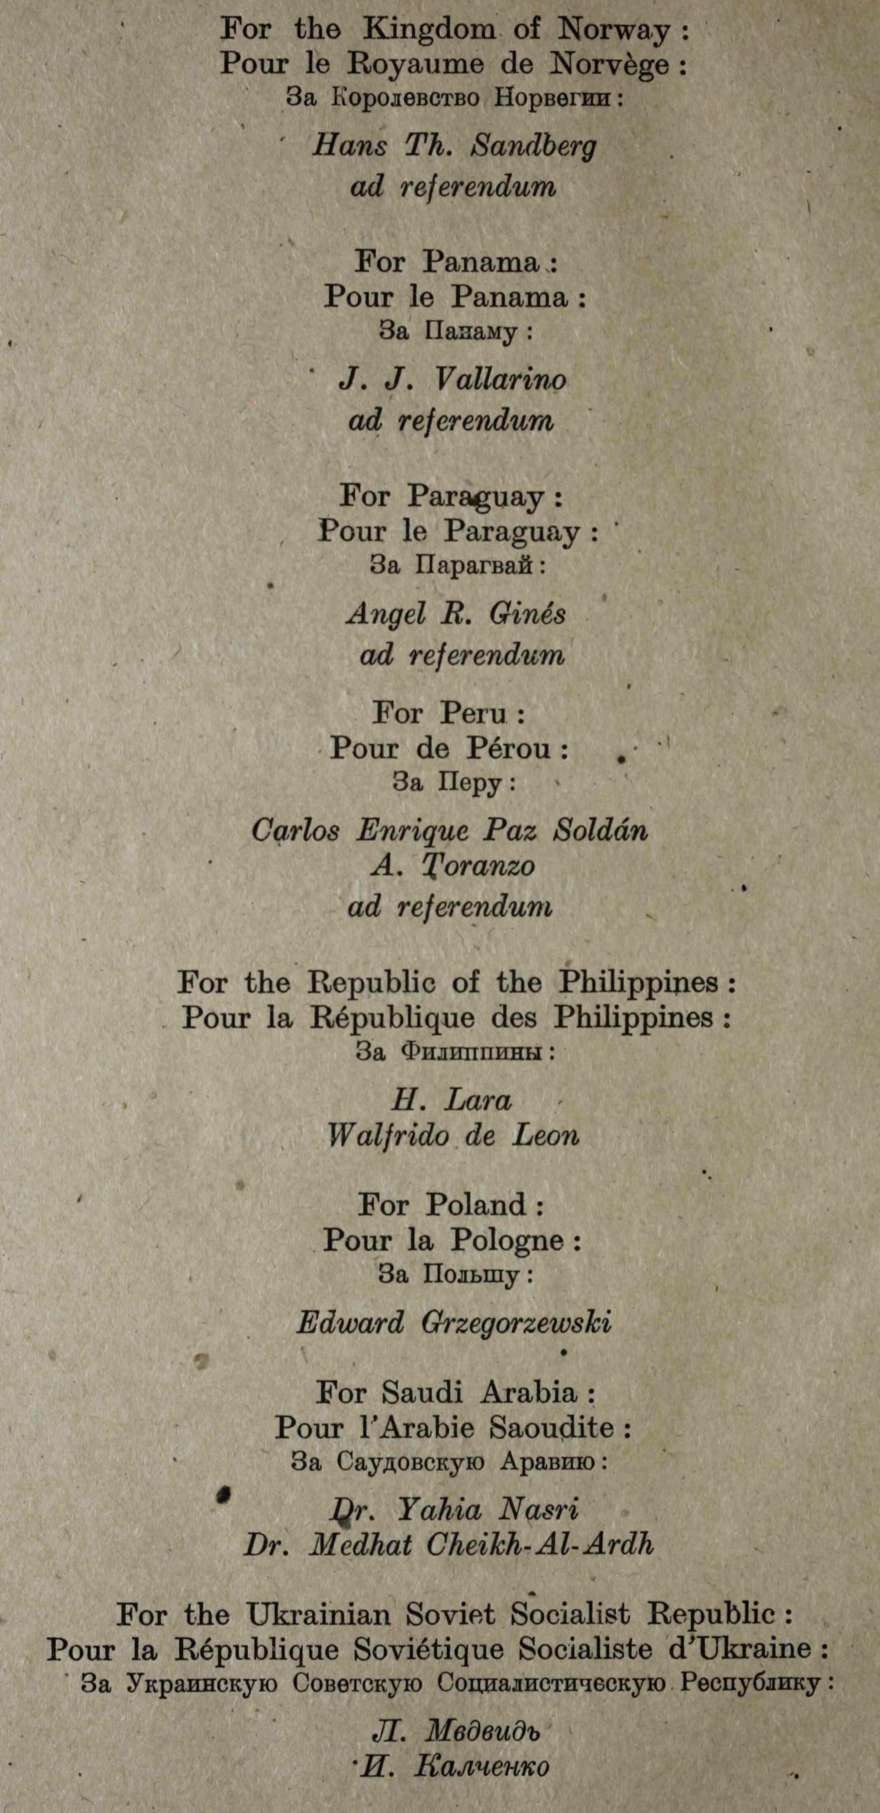 For the Kingdom of Norway :
Pour le Royaume de Norvège :
За Королевство Норвегии :
Hans Th. Sandberg
ad referendum
For Panama :
Pour le Panama :
За Панаму :
J. J. Vallarino
ad referendum
For Paraguay :
Pour le Paraguay :
За Парагвай :
Angel R. Ginés
ad referendum
For Peru :
Pour de Pérou :
За Перу :
Carlos Enrique Paz Soldán
A. Toranzo
ad referendum
For the Republic of the Philippines :
Pour la République des Philippines :
За Филиппины :
H. Lara
Walfrido de Leon
For Poland :
Pour la Pologne :
За Польшу :
Edward Grzegorzewski
For Saudi Arabia :
Pour l'Arabie Saoudite :
За Саудовскую Аравию :
Dr. Yahia Nasri
Dr. Medhat Cheikh-Al-Ardh
For the Ukrainian Soviet Socialist Republic :
Pour la République Soviétique Socialiste d'Ukraine :
За Украинскую Советскую Социалистическую Республику :
Л. Медвидъ
И. Калченко